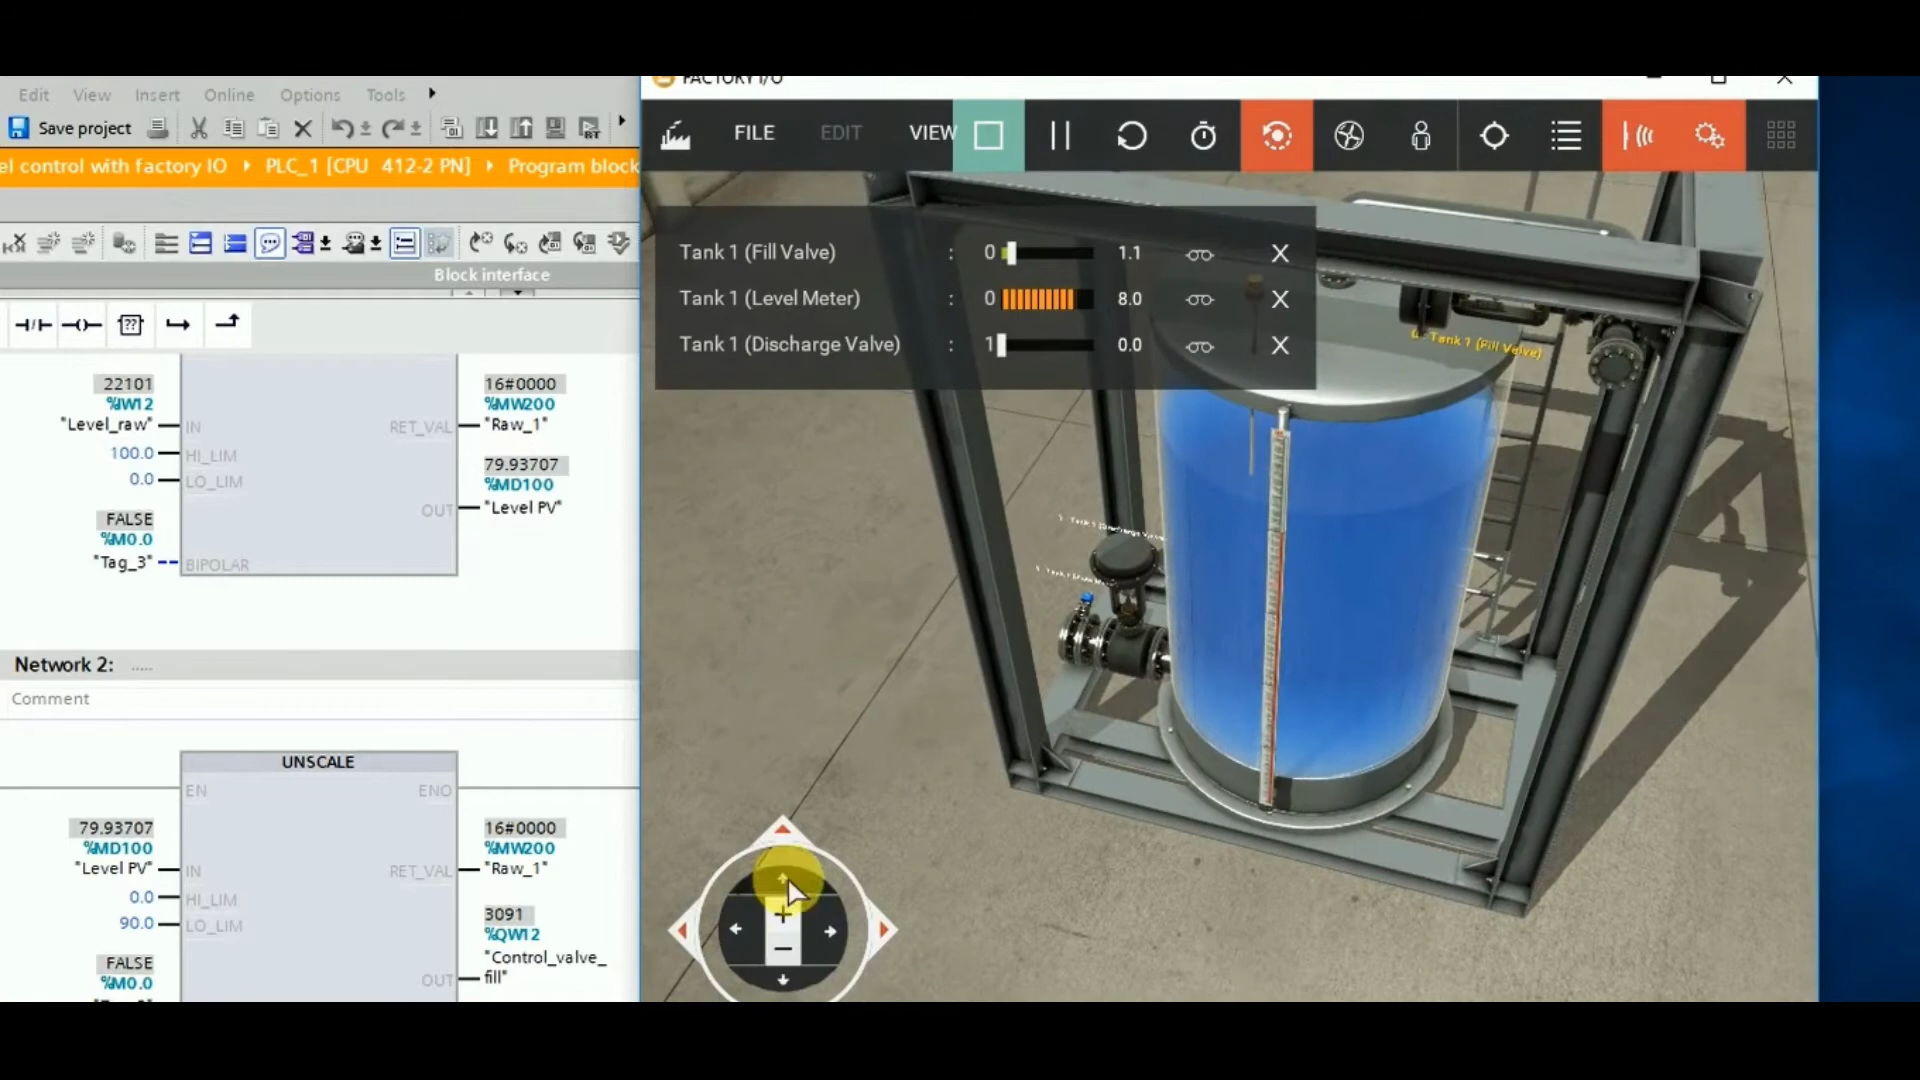 FACTORY I/O
Edit View Insert Online Options Tools
Save project
FILE EDIT VIEW
el control with factory IO PLC_1 [CPU 412-2 PN] Program block
Block interface
Tank 1 (Fill Valve) : 0 1.1 X
Tank 1 (Level Meter) : 0 8.0 X
Tank 1 (Discharge Valve) : 1 0.0 X
Tank 1 (Fill Valve)
Tank 1 (Discharge Valve)
22101
%IW12
"Level_raw" IN
100.0 HI_LIM
0.0 LO_LIM
FALSE
%M0.0
"Tag_3" BIPOLAR
16#0000
%MW200
RET_VAL "Raw_1"
79.93707
%MD100
OUT "Level PV"
Network 2: .....
Comment
UNSCALE
EN ENO
79.93707
%MD100
"Level PV" IN
0.0 HI_LIM
90.0 LO_LIM
FALSE
%M0.0
16#0000
%MW200
RET_VAL "Raw_1"
3091
%QW12
"Control_valve_
OUT fill"